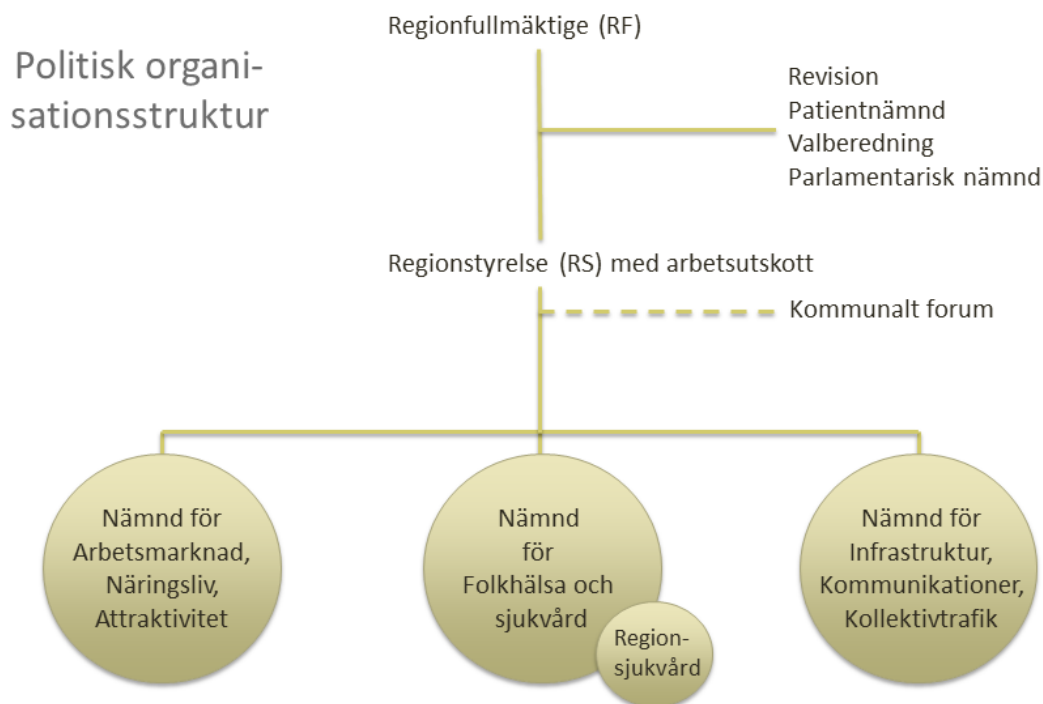 Politisk organi-
sationsstruktur
Regionfullmäktige (RF)
Revision
Patientnämnd
Valberedning
Parlamentarisk nämnd
Regionstyrelse (RS) med arbetsutskott
Kommunalt forum
Nämnd för
Arbetsmarknad,
Näringsliv,
Attraktivitet
Nämnd
för
Folkhälsa och
sjukvård
Region-
sjukvård
Nämnd för
Infrastruktur,
Kommunikationer,
Kollektivtrafik